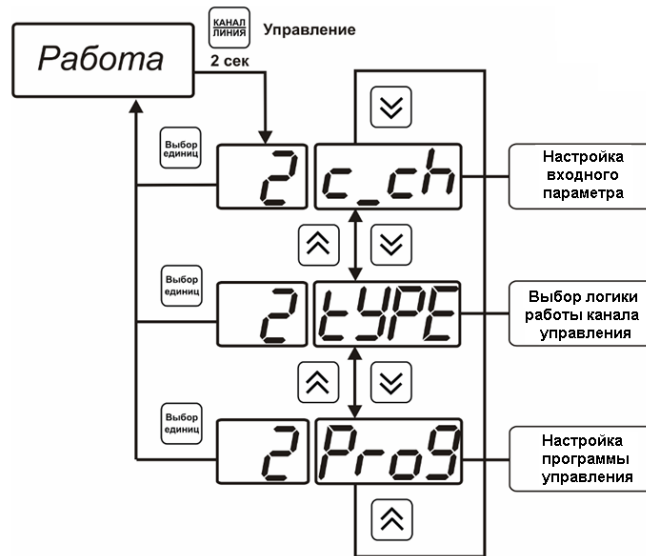 КАНАЛ
ЛИНИЯ
Управление
Работа
2 сек
Выбор
единиц
2 c_ch
Настройка
входного
параметра
Выбор
единиц
2 tYPE
Выбор логики
работы канала
управления
Выбор
единиц
2 Prog
Настройка
программы
управления